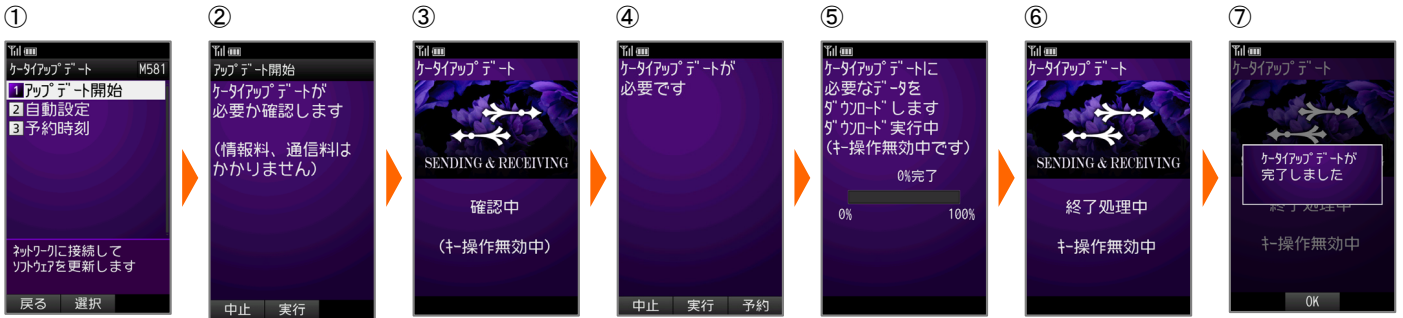 ①
ｹｰﾀｲｱｯﾌﾟﾃﾞｰﾄ M581
1 ｱｯﾌﾟﾃﾞｰﾄ開始
2 自動設定
3 予約時刻
ﾈｯﾄﾜｰｸに接続して
ｿﾌﾄｳｪｱを更新します
戻る 選択
②
ｱｯﾌﾟﾃﾞｰﾄ開始
ｹｰﾀｲｱｯﾌﾟﾃﾞｰﾄが
必要か確認します
(情報料、通信料は
かかりません)
中止 実行
③
ｹｰﾀｲｱｯﾌﾟﾃﾞｰﾄ
SENDING & RECEIVING
確認中
(ｷｰ操作無効中)
④
ｹｰﾀｲｱｯﾌﾟﾃﾞｰﾄが
必要です
中止 実行 予約
⑤
ｹｰﾀｲｱｯﾌﾟﾃﾞｰﾄに
必要なﾃﾞｰﾀを
ﾀﾞｳﾝﾛｰﾄﾞします
ﾀﾞｳﾝﾛｰﾄﾞ実行中
(ｷｰ操作無効中です)
0%完了
0% 100%
⑥
ｹｰﾀｲｱｯﾌﾟﾃﾞｰﾄ
SENDING & RECEIVING
終了処理中
ｷｰ操作無効中
⑦
ｹｰﾀｲｱｯﾌﾟﾃﾞｰﾄ
ｹｰﾀｲｱｯﾌﾟﾃﾞｰﾄが
完了しました
終了処理中
ｷｰ操作無効中
OK